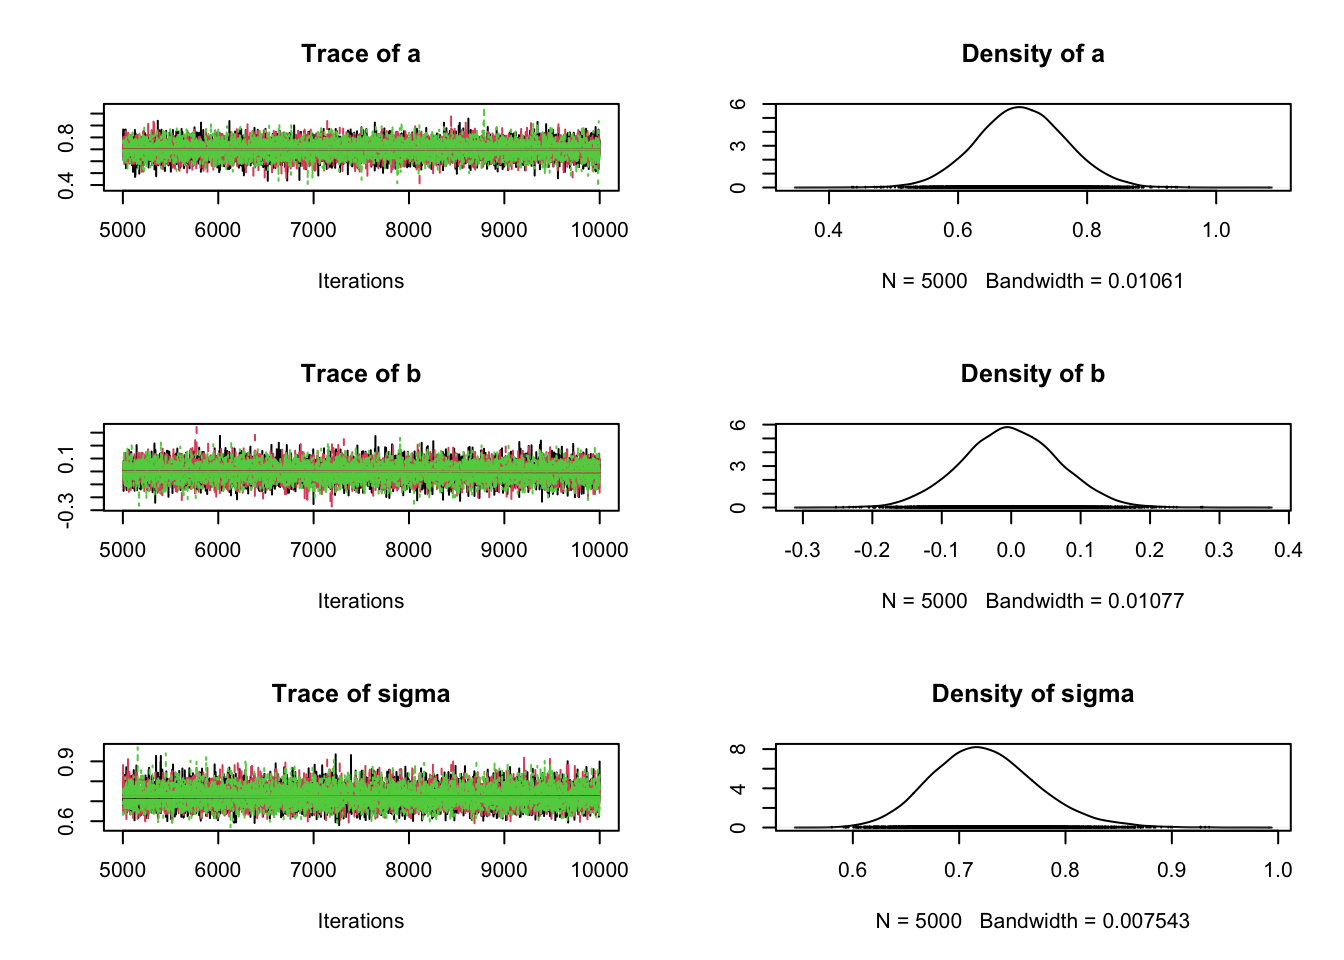 Trace of a
0.4 0.8
5000 6000 7000 8000 9000 10000
Iterations
Density of a
0 3 6
0.4 0.6 0.8 1.0
N = 5000 Bandwidth = 0.01061
Trace of b
-0.3 0.1
5000 6000 7000 8000 9000 10000
Iterations
Density of b
0 3 6
-0.3 -0.2 -0.1 0.0 0.1 0.2 0.3 0.4
N = 5000 Bandwidth = 0.01077
Trace of sigma
0.6 0.9
5000 6000 7000 8000 9000 10000
Iterations
Density of sigma
0 4 8
0.6 0.7 0.8 0.9 1.0
N = 5000 Bandwidth = 0.007543